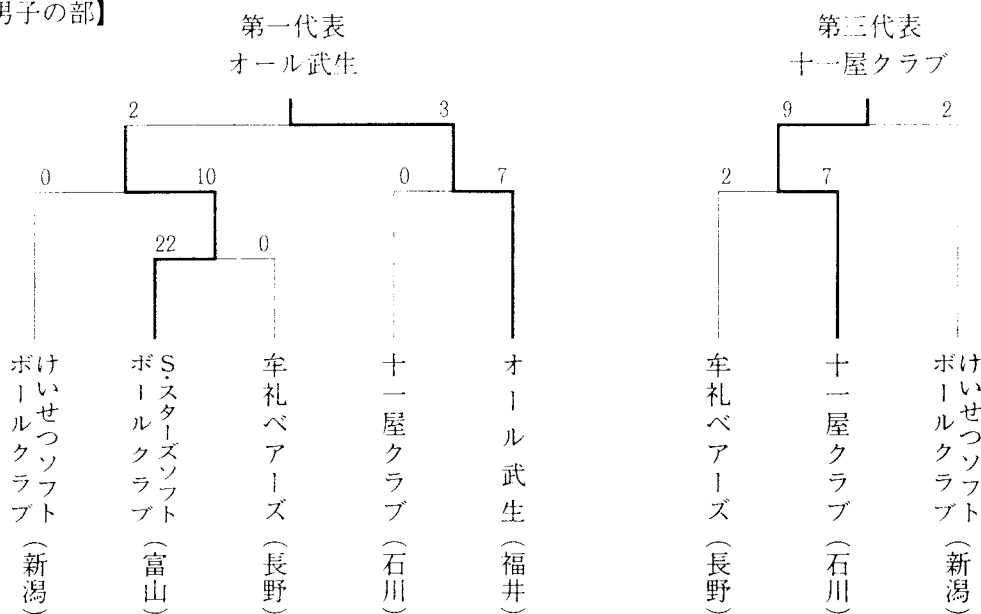 男子の部】
第一代表
オール武生
第三代表
十一屋クラブ
2 3
9 2
0 10
0 7
2 7
22 0
けいせつソフト
ボールクラブ
（新潟）
S・スターズソフト
ボールクラブ
（富山）
牟礼ベアーズ（長野）
十一屋クラブ（石川）
オール武生（福井）
牟礼ベアーズ（長野）
十一屋クラブ（石川）
けいせつソフト
ボールクラブ
（新潟）